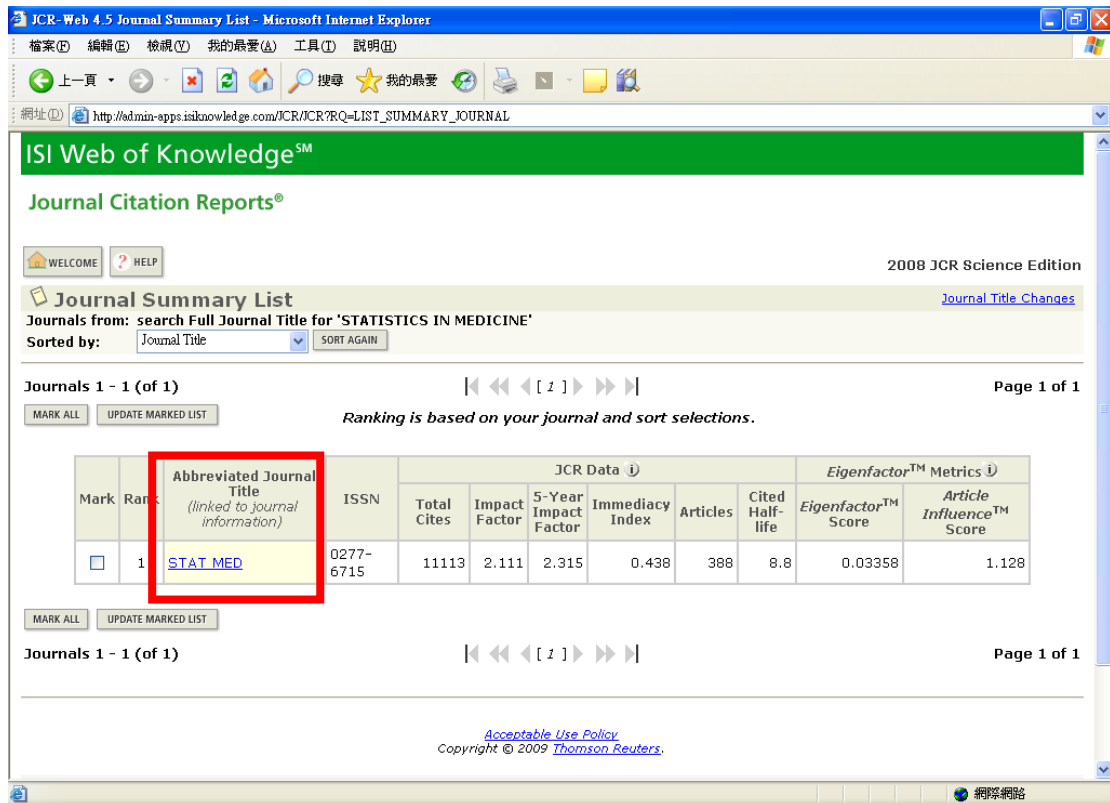 JCR-Web 4.5 Journal Summary List - Microsoft Internet Explorer
檔案(F) 編輯(E) 檢視(V) 我的最愛(A) 工具(T) 說明(H)
上一頁 搜尋 我的最愛
網址(D) http://admin-apps.isiknowledge.com/JCR/JCR?RQ=LIST_SUMMARY_JOURNAL
ISI Web of Knowledge℠
Journal Citation Reports®
WELCOME ? HELP
2008 JCR Science Edition
Journal Summary List
Journal Title Changes
Journals from: search Full Journal Title for 'STATISTICS IN MEDICINE'
Sorted by: Journal Title SORT AGAIN
Journals 1 - 1 (of 1) [ 1 ] Page 1 of 1
MARK ALL UPDATE MARKED LIST Ranking is based on your journal and sort selections.
Mark Rank Abbreviated Journal Title (linked to journal information) ISSN JCR Data i Eigenfactor™ Metrics i
Total Cites Impact Factor 5-Year Impact Factor Immediacy Index Articles Cited Half-life Eigenfactor™ Score Article Influence™ Score
1 STAT MED 0277-6715 11113 2.111 2.315 0.438 388 8.8 0.03358 1.128
MARK ALL UPDATE MARKED LIST
Journals 1 - 1 (of 1) [ 1 ] Page 1 of 1
Acceptable Use Policy
Copyright © 2009 Thomson Reuters.
網際網路